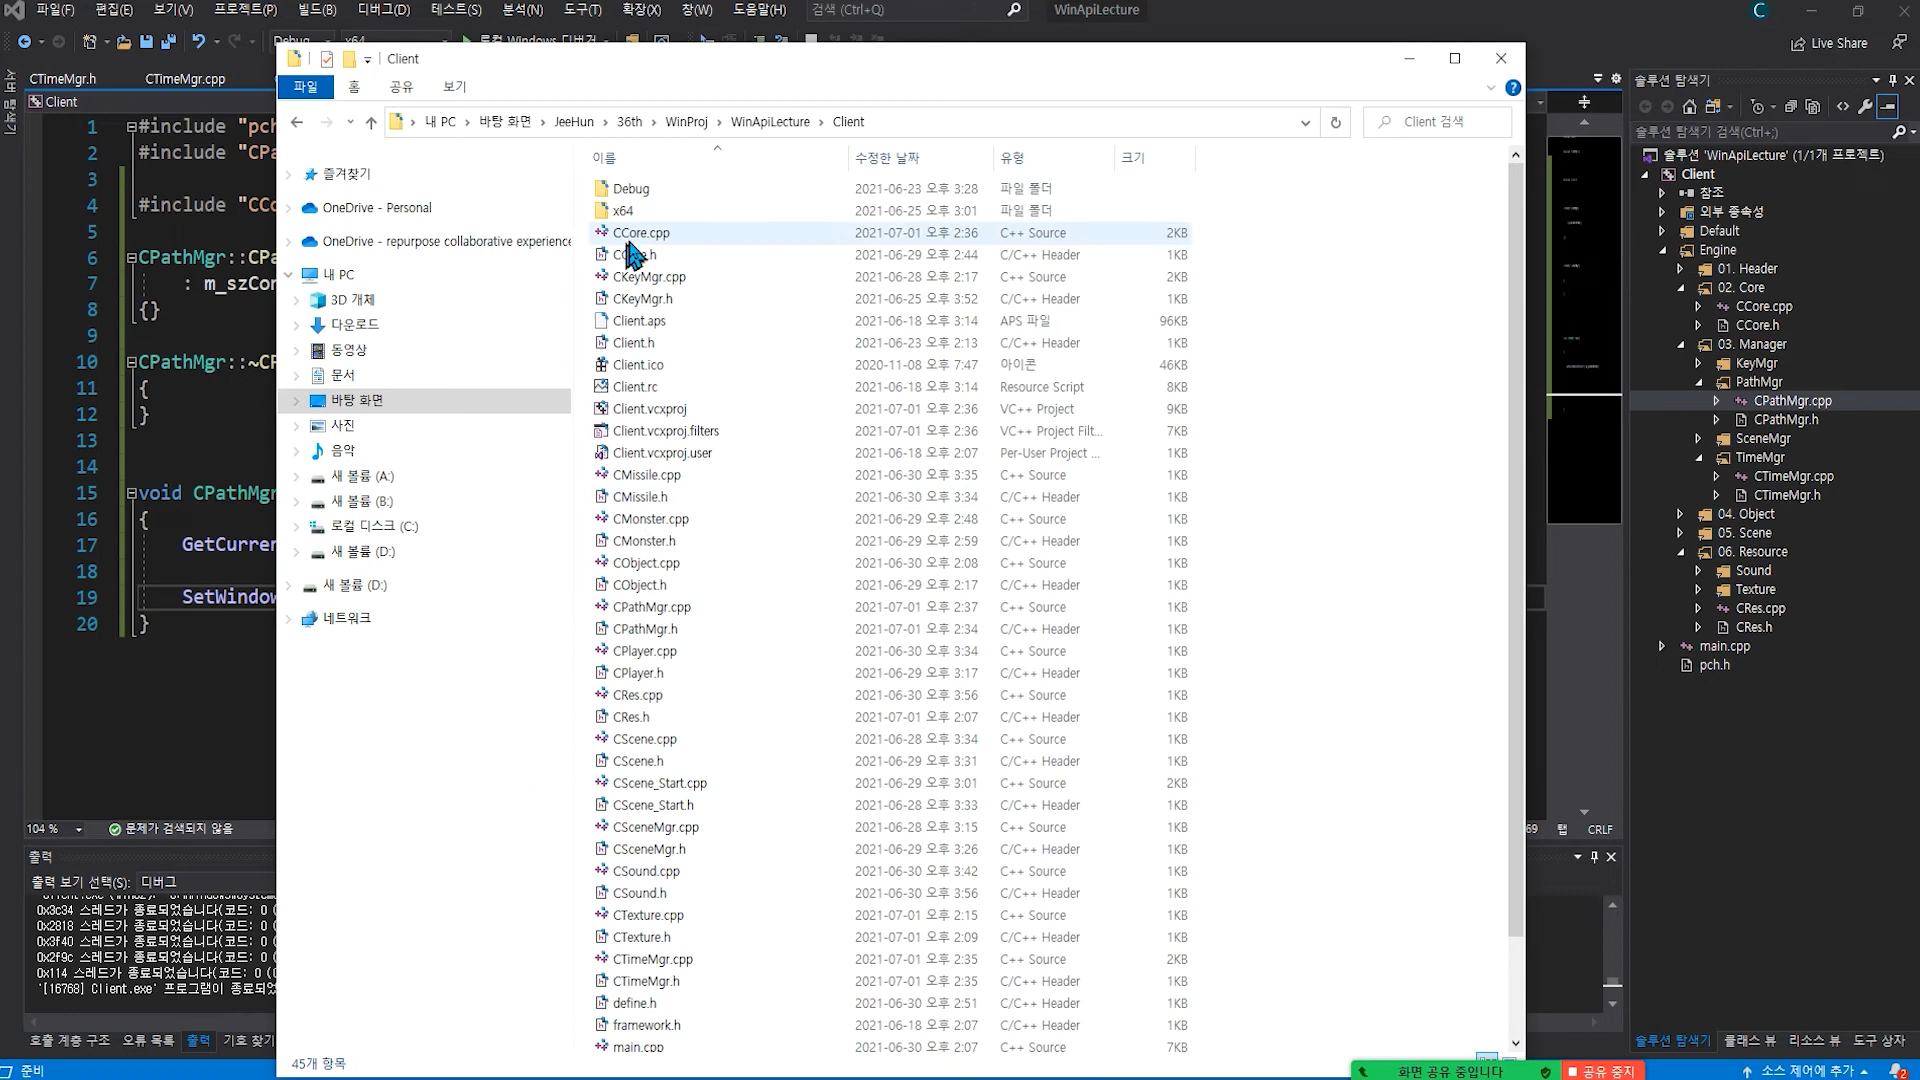 파일(F) 편집(E) 보기(V) 프로젝트(P) 빌드(B) 디버그(D) 테스트(S) 분석(N) 도구(T) 확장(X) 창(W) 도움말(H) 검색 (Ctrl+Q) WinApiLecture
Live Share
CTimeMgr.h CTimeMgr.cpp
Client
1 #include "pch
2 #include "CPa
3
4 #include "CCo
5
6 CPathMgr::CPa
7 : m_szCon
8 {}
9
10 CPathMgr::~CP
11 {
12 }
13
14
15 void CPathMgr
16 {
17 GetCurren
18
19 SetWindow
20 }
104 % 문제가 검색되지 않음
출력
출력 보기 선택(S): 디버그
0x3c34 스레드가 종료되었습니다(코드: 0 (
0x2818 스레드가 종료되었습니다(코드: 0 (
0x3f40 스레드가 종료되었습니다(코드: 0 (
0x2f9c 스레드가 종료되었습니다(코드: 0 (
0x114 스레드가 종료되었습니다(코드: 0 (
'[16768] Client.exe' 프로그램이 종료되었
호출 계층 구조 오류 목록 출력 기호 찾기
준비
Client
파일 홈 공유 보기
내 PC 바탕 화면 JeeHun 36th WinProj WinApiLecture Client
Client 검색
즐겨찾기
OneDrive - Personal
OneDrive - repurpose collaborative experience
내 PC
3D 개체
다운로드
동영상
문서
바탕 화면
사진
음악
새 볼륨 (A:)
새 볼륨 (B:)
로컬 디스크 (C:)
새 볼륨 (D:)
새 볼륨 (D:)
네트워크
이름 수정한 날짜 유형 크기
Debug 2021-06-23 오후 3:28 파일 폴더
x64 2021-06-25 오후 3:01 파일 폴더
CCore.cpp 2021-07-01 오후 2:36 C++ Source 2KB
2021-06-29 오후 2:44 C/C++ Header 1KB
CKeyMgr.cpp 2021-06-28 오후 2:17 C++ Source 2KB
CKeyMgr.h 2021-06-25 오후 3:52 C/C++ Header 1KB
Client.aps 2021-06-18 오후 3:14 APS 파일 96KB
Client.h 2021-06-23 오후 2:13 C/C++ Header 1KB
Client.ico 2020-11-08 오후 7:47 아이콘 46KB
Client.rc 2021-06-18 오후 3:14 Resource Script 8KB
Client.vcxproj 2021-07-01 오후 2:36 VC++ Project 9KB
Client.vcxproj.filters 2021-07-01 오후 2:36 VC++ Project Filt... 7KB
Client.vcxproj.user 2021-06-18 오후 2:07 Per-User Project ... 1KB
CMissile.cpp 2021-06-30 오후 3:35 C++ Source 1KB
CMissile.h 2021-06-30 오후 3:34 C/C++ Header 1KB
CMonster.cpp 2021-06-29 오후 2:48 C++ Source 1KB
CMonster.h 2021-06-29 오후 2:59 C/C++ Header 1KB
CObject.cpp 2021-06-30 오후 2:08 C++ Source 1KB
CObject.h 2021-06-29 오후 2:17 C/C++ Header 1KB
CPathMgr.cpp 2021-07-01 오후 2:37 C++ Source 1KB
CPathMgr.h 2021-07-01 오후 2:34 C/C++ Header 1KB
CPlayer.cpp 2021-06-30 오후 3:34 C++ Source 1KB
CPlayer.h 2021-06-29 오후 3:17 C/C++ Header 1KB
CRes.cpp 2021-06-30 오후 3:56 C++ Source 1KB
CRes.h 2021-07-01 오후 2:07 C/C++ Header 1KB
CScene.cpp 2021-06-28 오후 3:34 C++ Source 1KB
CScene.h 2021-06-29 오후 3:31 C/C++ Header 1KB
CScene_Start.cpp 2021-06-29 오후 3:01 C++ Source 2KB
CScene_Start.h 2021-06-28 오후 3:33 C/C++ Header 1KB
CSceneMgr.cpp 2021-06-28 오후 3:15 C++ Source 1KB
CSceneMgr.h 2021-06-29 오후 3:26 C/C++ Header 1KB
CSound.cpp 2021-06-30 오후 3:42 C++ Source 1KB
CSound.h 2021-06-30 오후 3:56 C/C++ Header 1KB
CTexture.cpp 2021-07-01 오후 2:15 C++ Source 1KB
CTexture.h 2021-07-01 오후 2:09 C/C++ Header 1KB
CTimeMgr.cpp 2021-07-01 오후 2:35 C++ Source 2KB
CTimeMgr.h 2021-07-01 오후 2:35 C/C++ Header 1KB
define.h 2021-06-30 오후 2:51 C/C++ Header 1KB
framework.h 2021-06-18 오후 2:07 C/C++ Header 1KB
main.cpp 2021-06-30 오후 2:07 C++ Source 7KB
45개 항목
69 탭 CRLF
솔루션 탐색기
솔루션 탐색기 검색(Ctrl+;)
솔루션 'WinApiLecture' (1/1개 프로젝트)
Client
참조
외부 종속성
Default
Engine
01. Header
02. Core
CCore.cpp
CCore.h
03. Manager
KeyMgr
PathMgr
CPathMgr.cpp
CPathMgr.h
SceneMgr
TimeMgr
CTimeMgr.cpp
CTimeMgr.h
04. Object
05. Scene
06. Resource
Sound
Texture
CRes.cpp
CRes.h
main.cpp
pch.h
솔루션 탐색기 클래스 뷰 리소스 뷰 도구 상자
화면 공유 중입니다 공유 중지
소스 제어에 추가 2